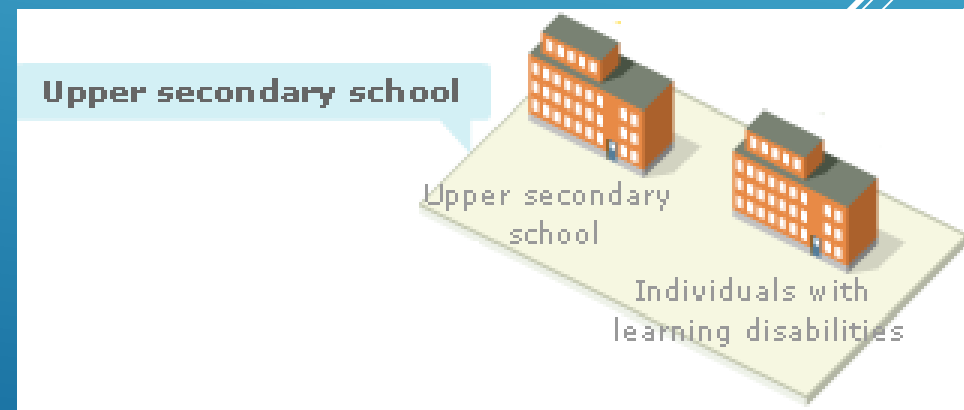 Upper secondary school
Upper secondary
school
Individuals with
learning disabilities